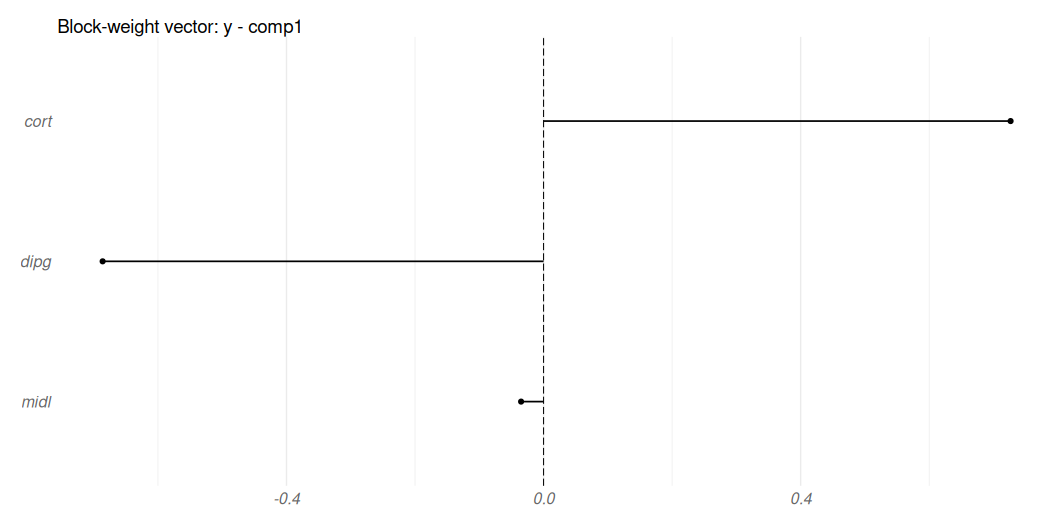 Block-weight vector: y - comp1
cort
dipg
midl
-0.4
0.0
0.4